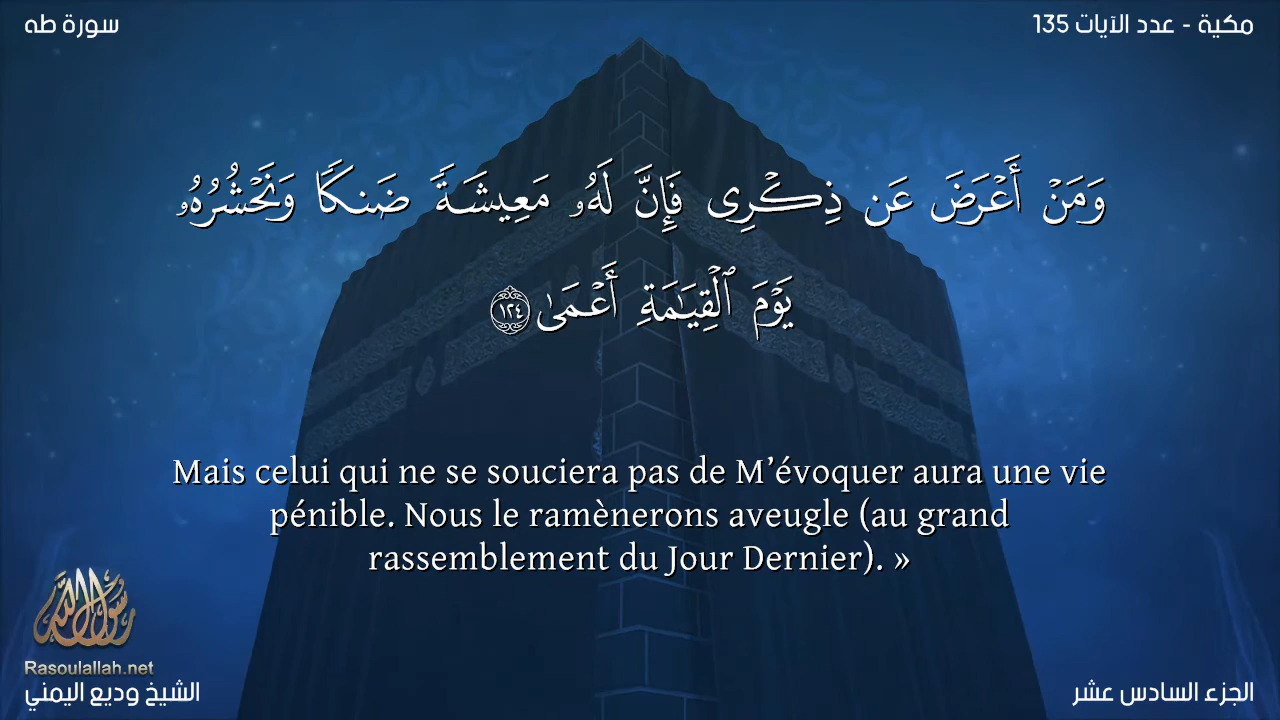 سورة طه
مكية - عدد الآيات 135
وَمَنْ أَعْرَضَ عَن ذِكْرِى فَإِنَّ لَهُۥ مَعِيشَةً ضَنكًا وَنَحْشُرُهُۥ
يَوْمَ ٱلْقِيَـٰمَةِ أَعْمَىٰ ١٢٤
Mais celui qui ne se souciera pas de M’évoquer aura une vie
pénible. Nous le ramènerons aveugle (au grand
rassemblement du Jour Dernier). »
رسول الله
Rasoulallah.net
الشيخ وديع اليمني
الجزء السادس عشر